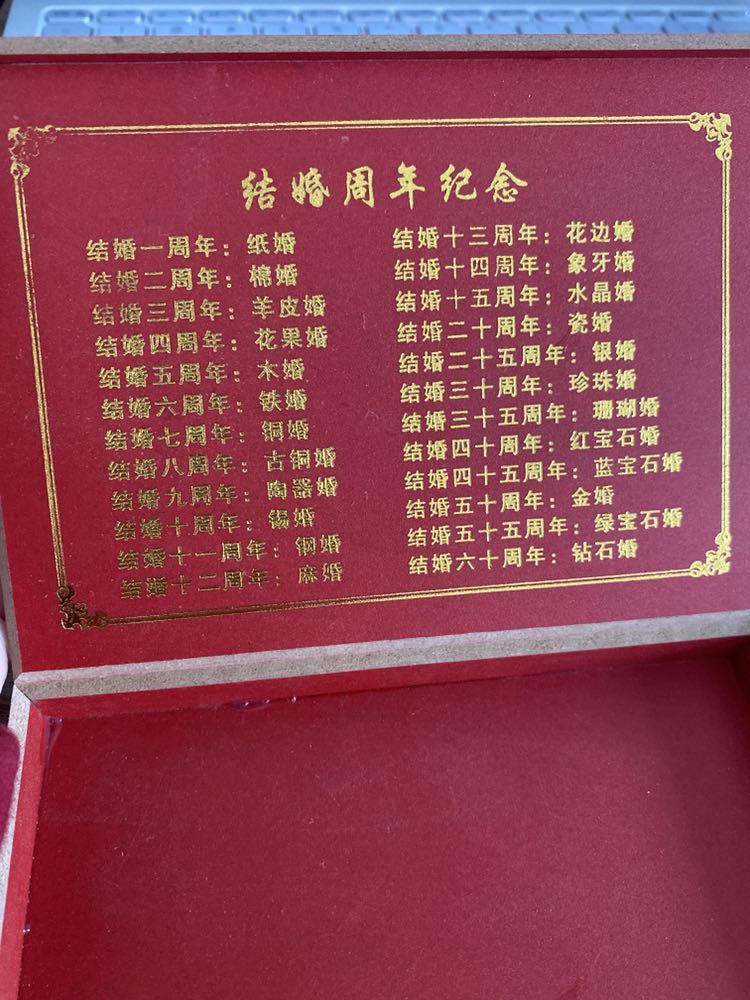 结婚周年纪念
结婚一周年：纸婚
结婚二周年：棉婚
结婚三周年：羊皮婚
结婚四周年：花果婚
结婚五周年：木婚
结婚六周年：铁婚
结婚七周年：铜婚
结婚八周年：古铜婚
结婚九周年：陶器婚
结婚十周年：锡婚
结婚十一周年：钢婚
结婚十二周年：麻婚
结婚十三周年：花边婚
结婚十四周年：象牙婚
结婚十五周年：水晶婚
结婚二十周年：瓷婚
结婚二十五周年：银婚
结婚三十周年：珍珠婚
结婚三十五周年：珊瑚婚
结婚四十周年：红宝石婚
结婚四十五周年：蓝宝石婚
结婚五十周年：金婚
结婚五十五周年：绿宝石婚
结婚六十周年：钻石婚